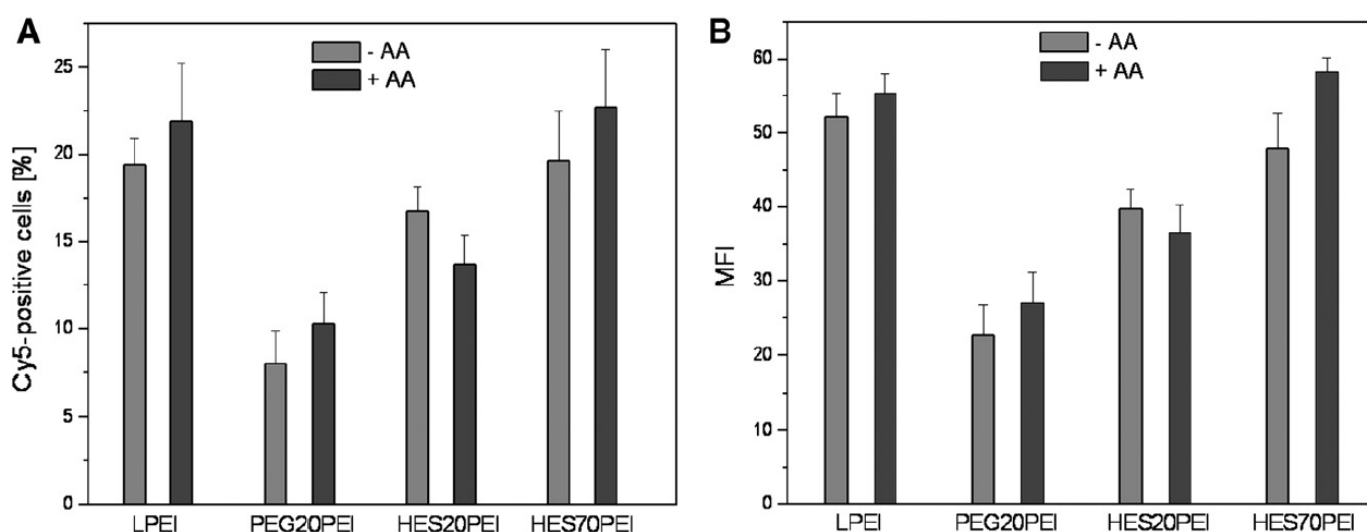 A
- AA
+ AA
Cy5-positive cells [%]
25
20
15
10
5
0
LPEI PEG20PEI HES20PEI HES70PEI
B
- AA
+ AA
MFI
60
50
40
30
20
10
0
LPEI PEG20PEI HES20PEI HES70PEI